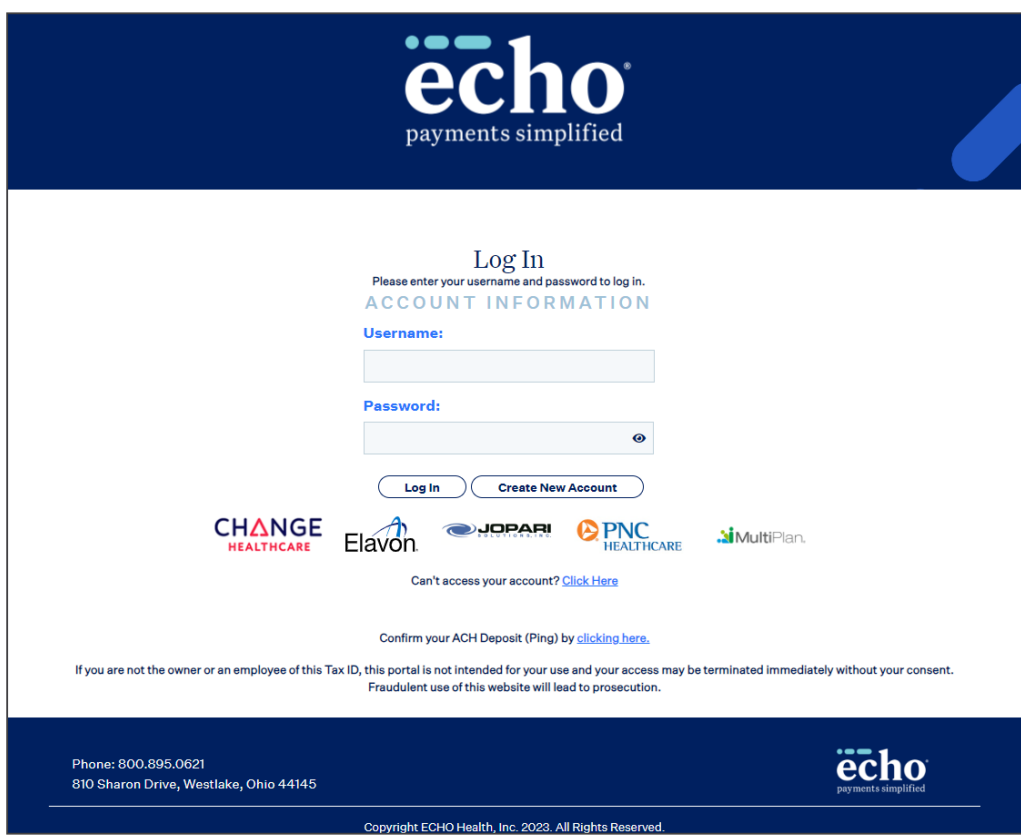 echo®
payments simplified
Log In
Please enter your username and password to log in.
ACCOUNT INFORMATION
Username:
Password:
Log In
Create New Account
CHANGE
HEALTHCARE
Elavon
JOPARI
SOLUTIONS, INC.
PNC
HEALTHCARE
MultiPlan.
Can't access your account? Click Here
Confirm your ACH Deposit (Ping) by clicking here.
If you are not the owner or an employee of this Tax ID, this portal is not intended for your use and your access may be terminated immediately without your consent.
Fraudulent use of this website will lead to prosecution.
Phone: 800.895.0621
810 Sharon Drive, Westlake, Ohio 44145
echo
payments simplified
Copyright ECHO Health, Inc. 2023. All Rights Reserved.